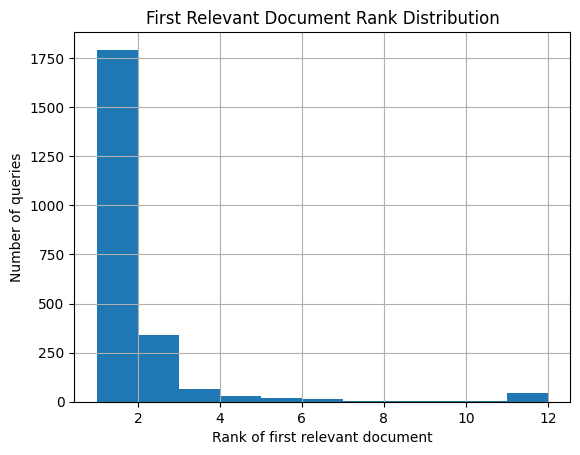 First Relevant Document Rank Distribution
1750
1500
1250
1000
750
500
250
0
Number of queries
2 4 6 8 10 12
Rank of first relevant document